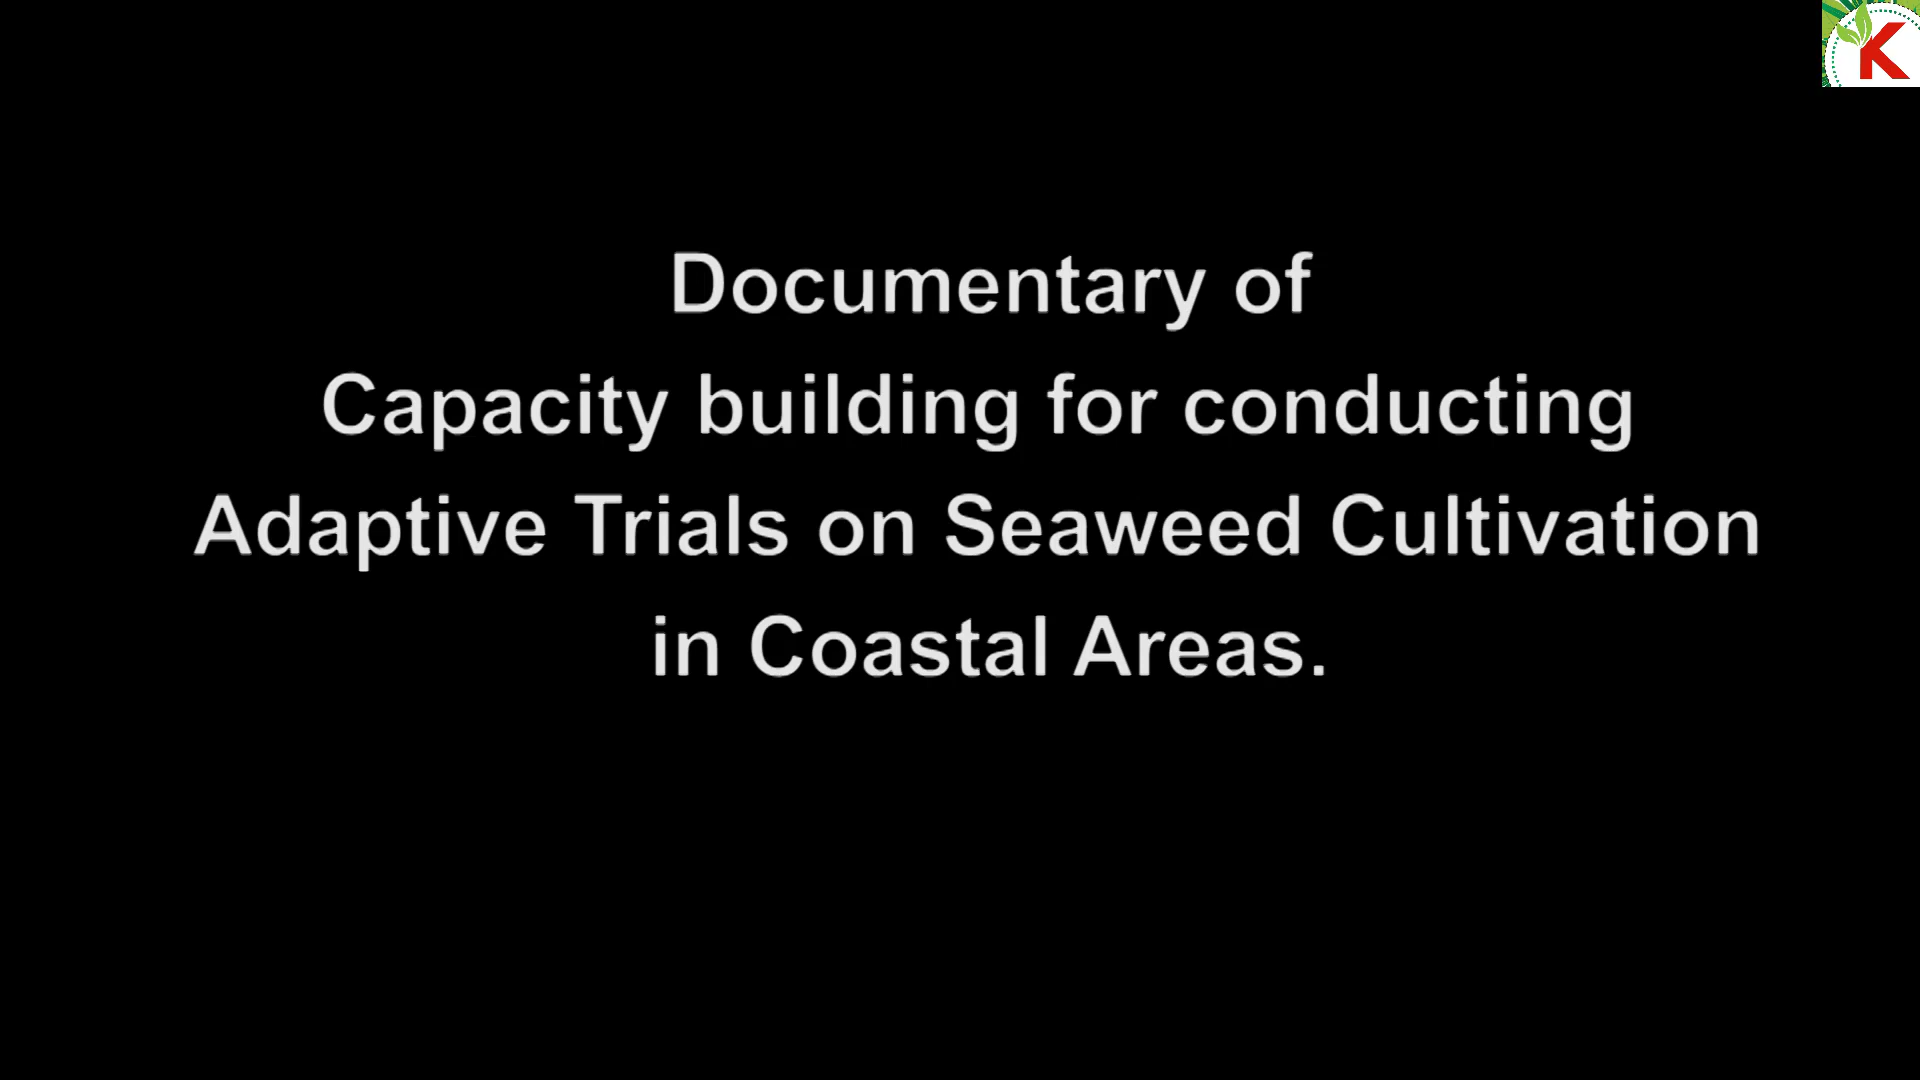 K
Documentary of
Capacity building for conducting
Adaptive Trials on Seaweed Cultivation
in Coastal Areas.